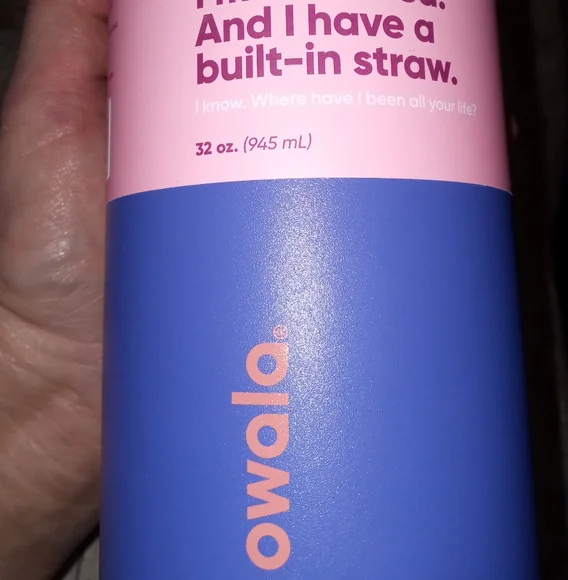 And I have a
built-in straw.
I know. Where have I been all your life?
32 oz. (945 mL)
owala®